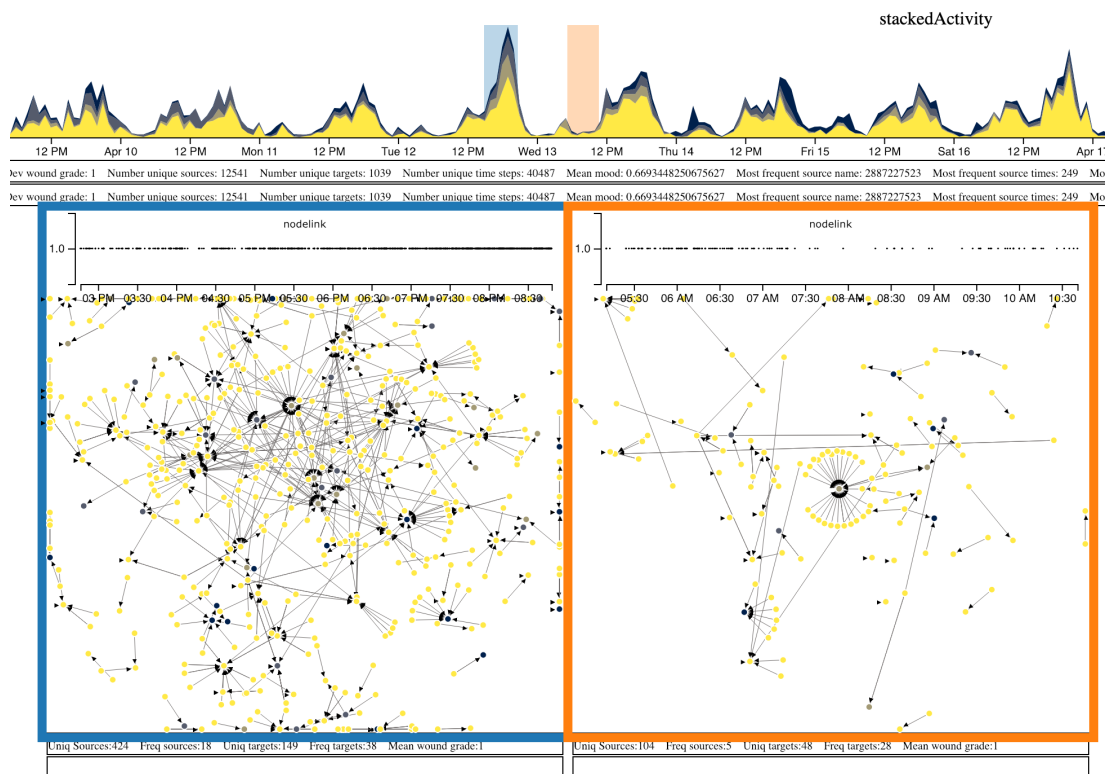 stackedActivity
12 PM Apr 10 12 PM Mon 11 12 PM Tue 12 12 PM Wed 13 12 PM Thu 14 12 PM Fri 15 12 PM Sat 16 12 PM Apr 17
Dev wound grade: 1 Number unique sources: 12541 Number unique targets: 1039 Number unique time steps: 40487 Mean mood: 0.6693448250675627 Most frequent source name: 2887227523 Most frequent source times: 249 Mo
Dev wound grade: 1 Number unique sources: 12541 Number unique targets: 1039 Number unique time steps: 40487 Mean mood: 0.6693448250675627 Most frequent source name: 2887227523 Most frequent source times: 249 Mo
nodelink
1.0
03 PM 03:30 04 PM 04:30 05 PM 05:30 06 PM 06:30 07 PM 07:30 08 PM 08:30
nodelink
1.0
05:30 06 AM 06:30 07 AM 07:30 08 AM 08:30 09 AM 09:30 10 AM 10:30
Uniq Sources:424 Freq sources:18 Uniq targets:149 Freq targets:38 Mean wound grade:1
Uniq Sources:104 Freq sources:5 Uniq targets:48 Freq targets:28 Mean wound grade:1